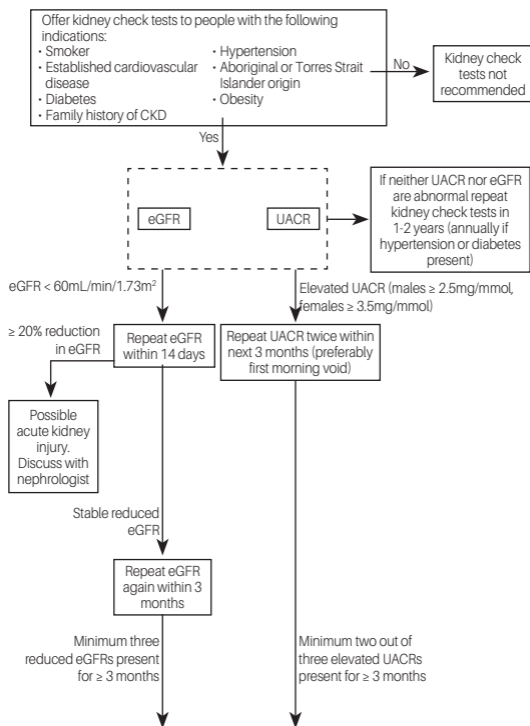 Offer kidney check tests to people with the following
indications:
• Smoker
• Established cardiovascular
disease
• Diabetes
• Family history of CKD
• Hypertension
• Aboriginal or Torres Strait
Islander origin
• Obesity
No
Kidney check
tests not
recommended
Yes
eGFR
UACR
If neither UACR nor eGFR
are abnormal repeat
kidney check tests in
1-2 years (annually if
hypertension or diabetes
present)
eGFR < 60mL/min/1.73m²
Elevated UACR (males ≥ 2.5mg/mmol,
females ≥ 3.5mg/mmol)
≥ 20% reduction
in eGFR
Repeat eGFR
within 14 days
Repeat UACR twice within
next 3 months (preferably
first morning void)
Possible
acute kidney
injury.
Discuss with
nephrologist
Stable reduced
eGFR
Repeat eGFR
again within 3
months
Minimum three
reduced eGFRs present
for ≥ 3 months
Minimum two out of
three elevated UACRs
present for ≥ 3 months